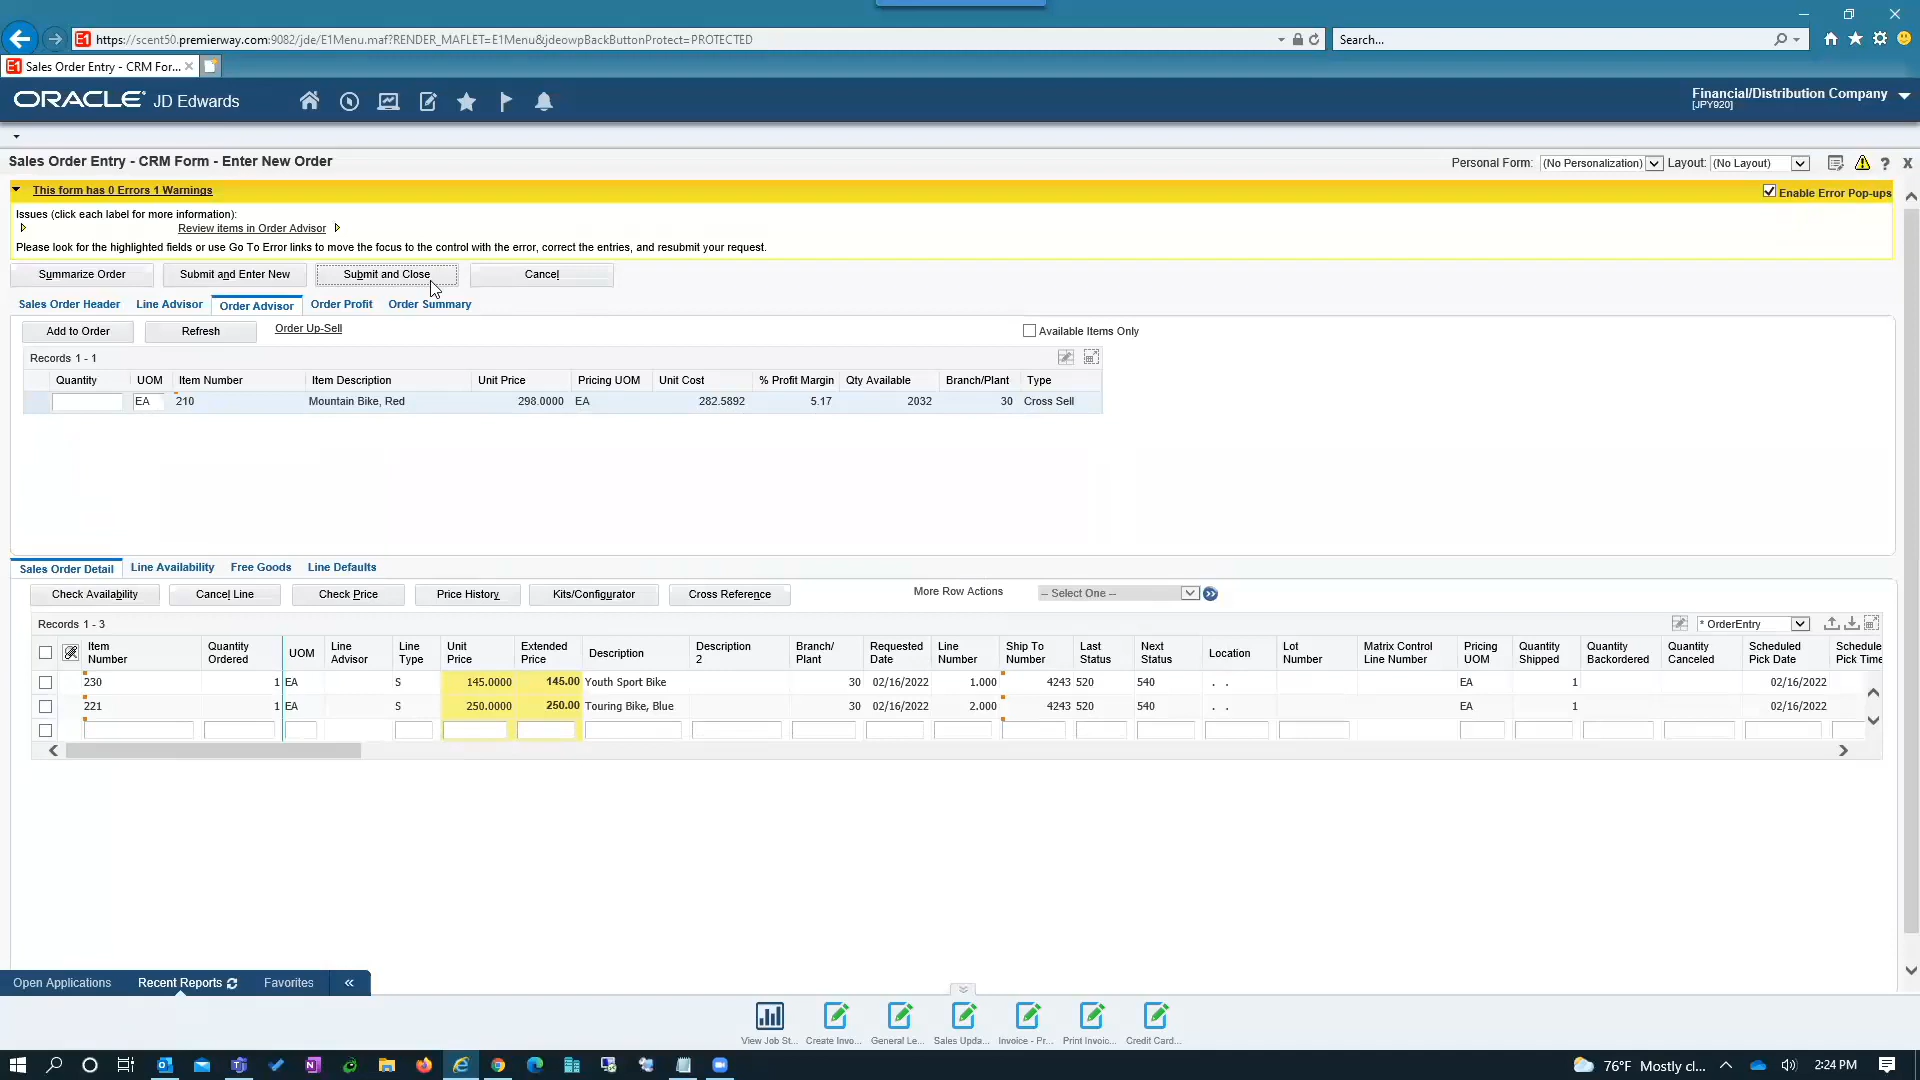 https://scent50.premierway.com:9082/jde/E1Menu.maf?RENDER_MAFLET=E1Menu&jdeowpBackButtonProtect=PROTECTED
Search...
E1 Sales Order Entry - CRM For...
ORACLE JD Edwards
Financial/Distribution Company
[JPY920]
Sales Order Entry - CRM Form - Enter New Order
Personal Form: (No Personalization) Layout: (No Layout)
This form has 0 Errors 1 Warnings
Enable Error Pop-ups
Issues (click each label for more information):
Review items in Order Advisor
Please look for the highlighted fields or use Go To Error links to move the focus to the control with the error, correct the entries, and resubmit your request.
Summarize Order Submit and Enter New Submit and Close Cancel
Sales Order Header Line Advisor Order Advisor Order Profit Order Summary
Add to Order Refresh Order Up-Sell Available Items Only
Records 1 - 1
Quantity UOM Item Number Item Description Unit Price Pricing UOM Unit Cost % Profit Margin Qty Available Branch/Plant Type
EA 210 Mountain Bike, Red 298.0000 EA 282.5892 5.17 2032 30 Cross Sell
Sales Order Detail Line Availability Free Goods Line Defaults
Check Availability Cancel Line Check Price Price History Kits/Configurator Cross Reference More Row Actions -- Select One --
Records 1 - 3
* OrderEntry
Item Number Quantity Ordered UOM Line Advisor Line Type Unit Price Extended Price Description Description 2 Branch/ Plant Requested Date Line Number Ship To Number Last Status Next Status Location Lot Number Matrix Control Line Number Pricing UOM Quantity Shipped Quantity Backordered Quantity Canceled Scheduled Pick Date Schedule Pick Time
230 1 EA S 145.0000 145.00 Youth Sport Bike 30 02/16/2022 1.000 4243 520 540 . . EA 1 02/16/2022
221 1 EA S 250.0000 250.00 Touring Bike, Blue 30 02/16/2022 2.000 4243 520 540 . . EA 1 02/16/2022
Open Applications Recent Reports Favorites
View Job St... Create Invo... General Le... Sales Upda... Invoice - Pr... Print Invoic... Credit Card...
76°F Mostly cl... 2:24 PM